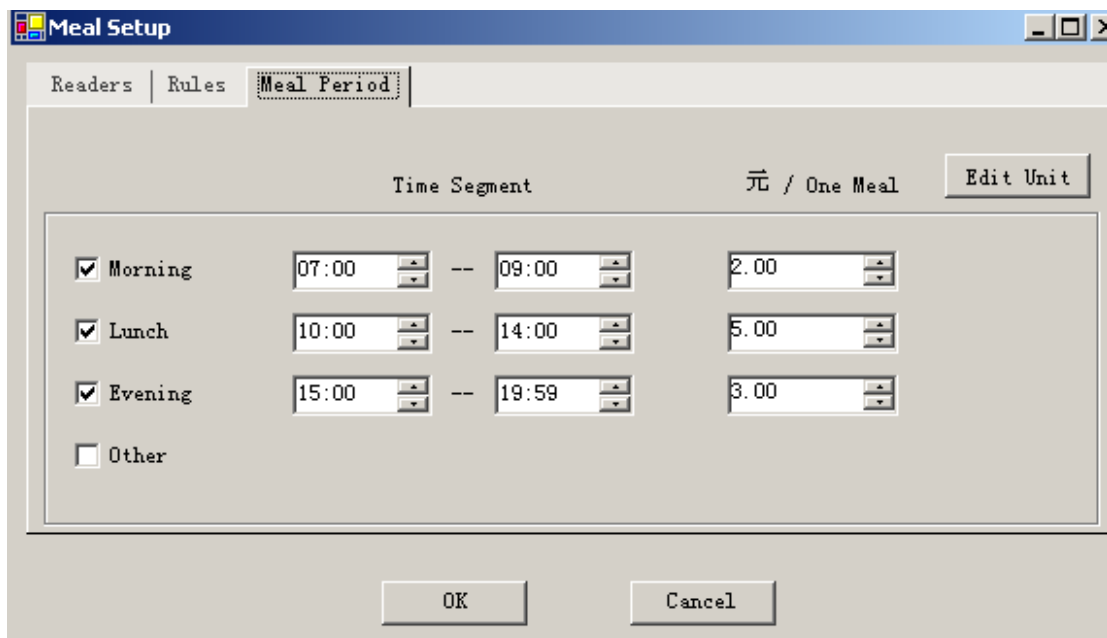 Meal Setup
Readers Rules Meal Period
Time Segment 元 / One Meal Edit Unit
Morning 07:00 -- 09:00 2.00
Lunch 10:00 -- 14:00 5.00
Evening 15:00 -- 19:59 3.00
Other
OK Cancel